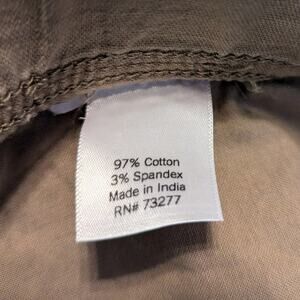 97% Cotton
3% Spandex
Made in India
RN# 73277